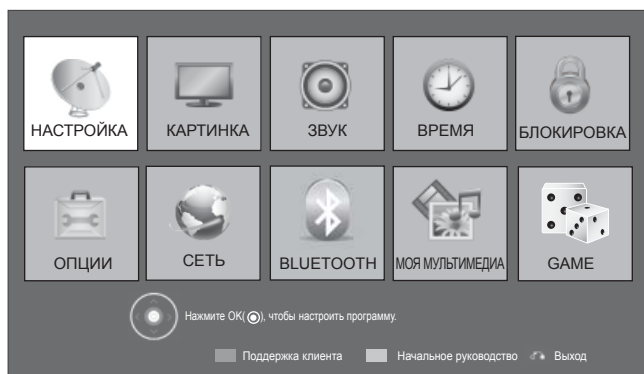 НАСТРОЙКА КАРТИНКА ЗВУК ВРЕМЯ БЛОКИРОВКА
ОПЦИИ СЕТЬ BLUETOOTH МОЯ МУЛЬТИМЕДИА GAME
Нажмите ОК(◉), чтобы настроить программу.
Поддержка клиента Начальное руководство Выход